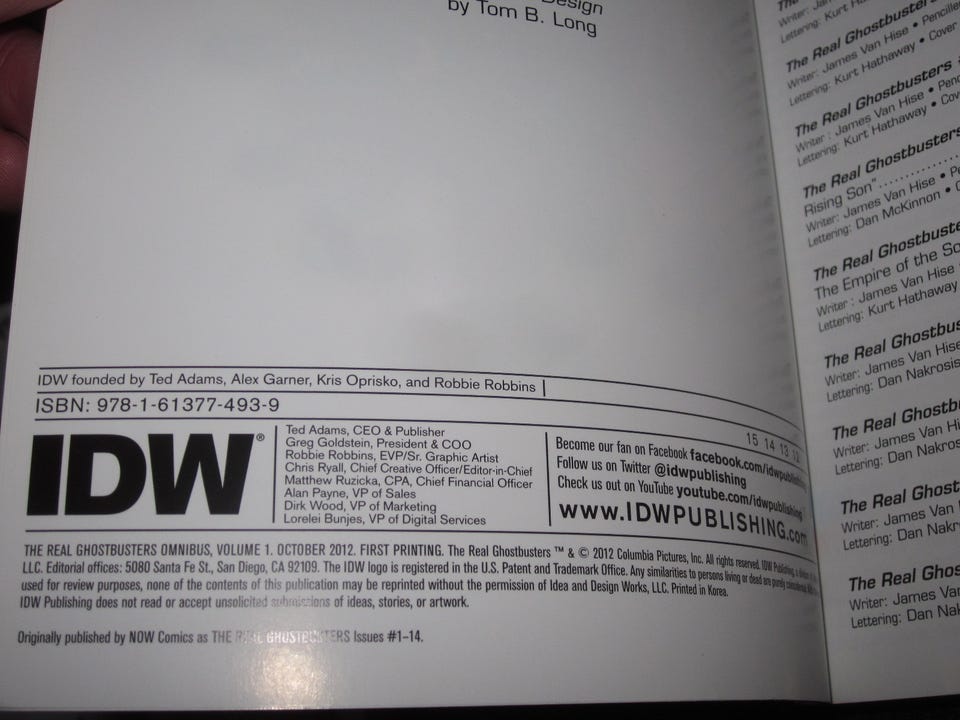 Design
by Tom B. Long
IDW founded by Ted Adams, Alex Garner, Kris Oprisko, and Robbie Robbins
ISBN: 978-1-61377-493-9
15 14 13
IDW®
Ted Adams, CEO & Publisher
Greg Goldstein, President & COO
Robbie Robbins, EVP/Sr. Graphic Artist
Chris Ryall, Chief Creative Officer/Editor-in-Chief
Matthew Ruzicka, CPA, Chief Financial Officer
Alan Payne, VP of Sales
Dirk Wood, VP of Marketing
Lorelei Bunjes, VP of Digital Services
Become our fan on Facebook facebook.com/idwpublishing
Follow us on Twitter @idwpublishing
Check us out on YouTube youtube.com/idwpublishing
www.IDWPUBLISHING.com
THE REAL GHOSTBUSTERS OMNIBUS, VOLUME 1. OCTOBER 2012. FIRST PRINTING. The Real Ghostbusters ™ & © 2012 Columbia Pictures, Inc. All rights reserved. IDW Publishing,
LLC. Editorial offices: 5080 Santa Fe St., San Diego, CA 92109. The IDW logo is registered in the U.S. Patent and Trademark Office. Any similarities to persons living or dead are purely
used for review purposes, none of the contents of this publication may be reprinted without the permission of Idea and Design Works, LLC. Printed in Korea.
IDW Publishing does not read or accept unsolicited submissions of ideas, stories, or artwork.
Originally published by NOW Comics as THE REAL GHOSTBUSTERS Issues #1–14.
The
Lettering: Kurt
The Real Ghostbusters
Writer: James Van Hise • Penciller
Lettering: Kurt Hathaway • Cover
The Real Ghostbusters
Writer : James Van Hise •
Lettering: Kurt Hathaway •
The Real Ghostbusters
Rising Son"
Writer: James Van Hise •
Lettering: Dan McKinnon •
The Real
The Empire of the
Writer : James Van Hise
Lettering: Kurt Hathaway
The Real
Writer: James Van Hise
Lettering: Dan Nakrosis
The Real
Writer: James Van
Lettering: Dan
The Real
Writer: James Van
Lettering: Dan
The Real
Writer: James
Lettering: Dan